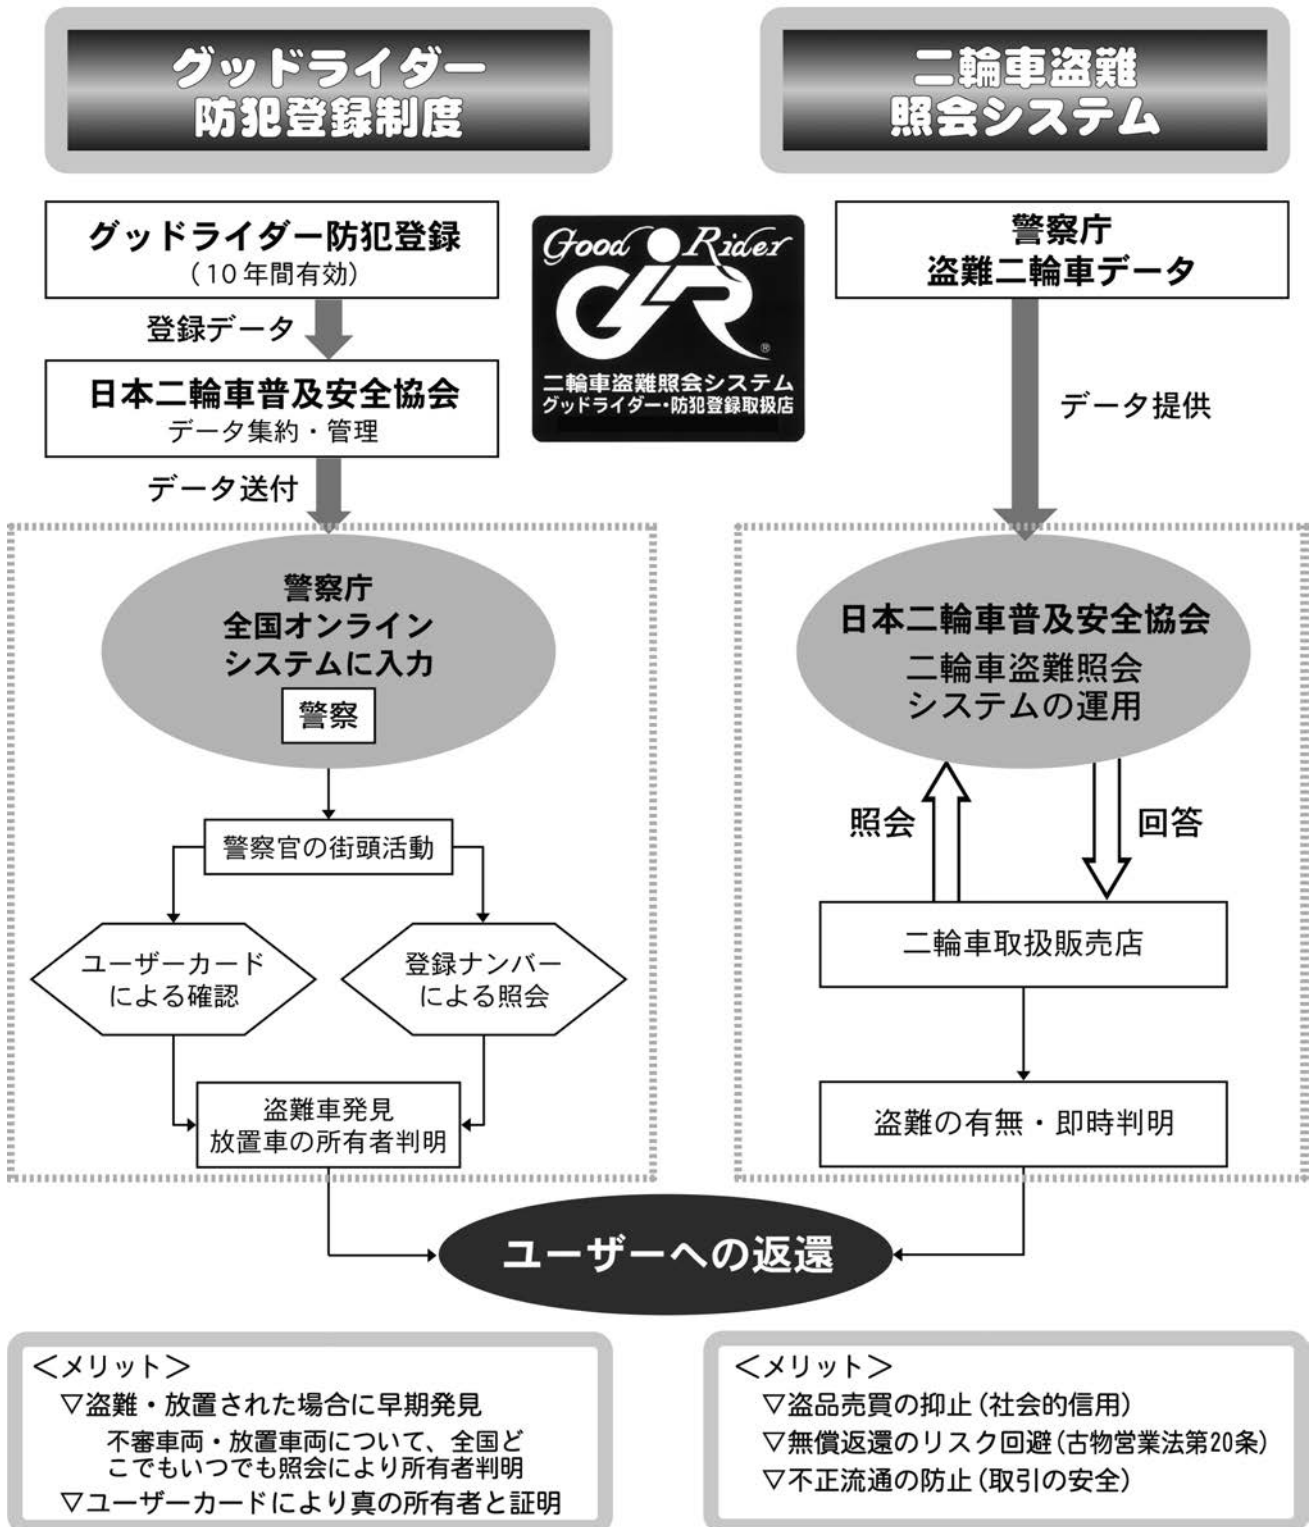 グッドライダー
防犯登録制度
グッドライダー防犯登録
(10年間有効)
登録データ
日本二輪車普及安全協会
データ集約・管理
データ送付
警察庁
全国オンライン
システムに入力
警察
警察官の街頭活動
ユーザーカード
による確認
登録ナンバー
による照会
盗難車発見
放置車の所有者判明
Good Rider
GR
®
二輪車盗難照会システム
グッドライダー・防犯登録取扱店
二輪車盗難
照会システム
警察庁
盗難二輪車データ
データ提供
日本二輪車普及安全協会
二輪車盗難照会
システムの運用
照会
回答
二輪車取扱販売店
盗難の有無・即時判明
ユーザーへの返還
＜メリット＞
▽盗難・放置された場合に早期発見
不審車両・放置車両について、全国ど
こでもいつでも照会により所有者判明
▽ユーザーカードにより真の所有者と証明
＜メリット＞
▽盗品売買の抑止(社会的信用)
▽無償返還のリスク回避(古物営業法第20条)
▽不正流通の防止(取引の安全)